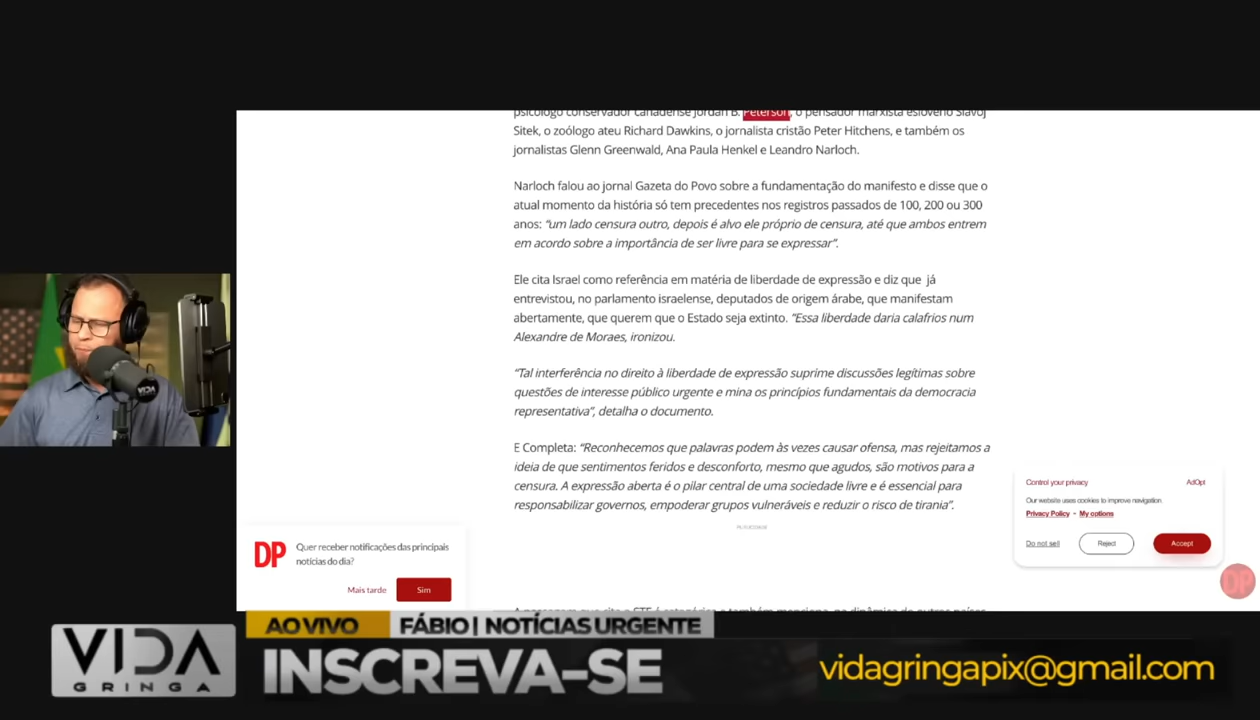 psicólogo conservador canadense Jordan B. Peterson, o pensador marxista esloveno Slavoj
Sitek, o zoólogo ateu Richard Dawkins, o jornalista cristão Peter Hitchens, e também os
jornalistas Glenn Greenwald, Ana Paula Henkel e Leandro Narloch.
Narloch falou ao jornal Gazeta do Povo sobre a fundamentação do manifesto e disse que o
atual momento da história só tem precedentes nos registros passados de 100, 200 ou 300
anos: “um lado censura outro, depois é alvo ele próprio de censura, até que ambos entrem
em acordo sobre a importância de ser livre para se expressar”.
Ele cita Israel como referência em matéria de liberdade de expressão e diz que já
entrevistou, no parlamento israelense, deputados de origem árabe, que manifestam
abertamente, que querem que o Estado seja extinto. “Essa liberdade daria calafrios num
Alexandre de Moraes, ironizou.
“Tal interferência no direito à liberdade de expressão suprime discussões legítimas sobre
questões de interesse público urgente e mina os princípios fundamentais da democracia
representativa”, detalha o documento.
E Completa: “Reconhecemos que palavras podem às vezes causar ofensa, mas rejeitamos a
ideia de que sentimentos feridos e desconforto, mesmo que agudos, são motivos para a
censura. A expressão aberta é o pilar central de uma sociedade livre e é essencial para
responsabilizar governos, empoderar grupos vulneráveis e reduzir o risco de tirania”.
PUBLICIDADE
Control your privacy
AdOpt
Our website uses cookies to improve navigation.
Privacy Policy - My options
Do not sell
Reject
Accept
DP
DP
Quer receber notificações das principais
notícias do dia?
Mais tarde
Sim
VIDA
GRINGA
AO VIVO
FÁBIO | NOTÍCIAS URGENTE
INSCREVA-SE
vidagringapix@gmail.com